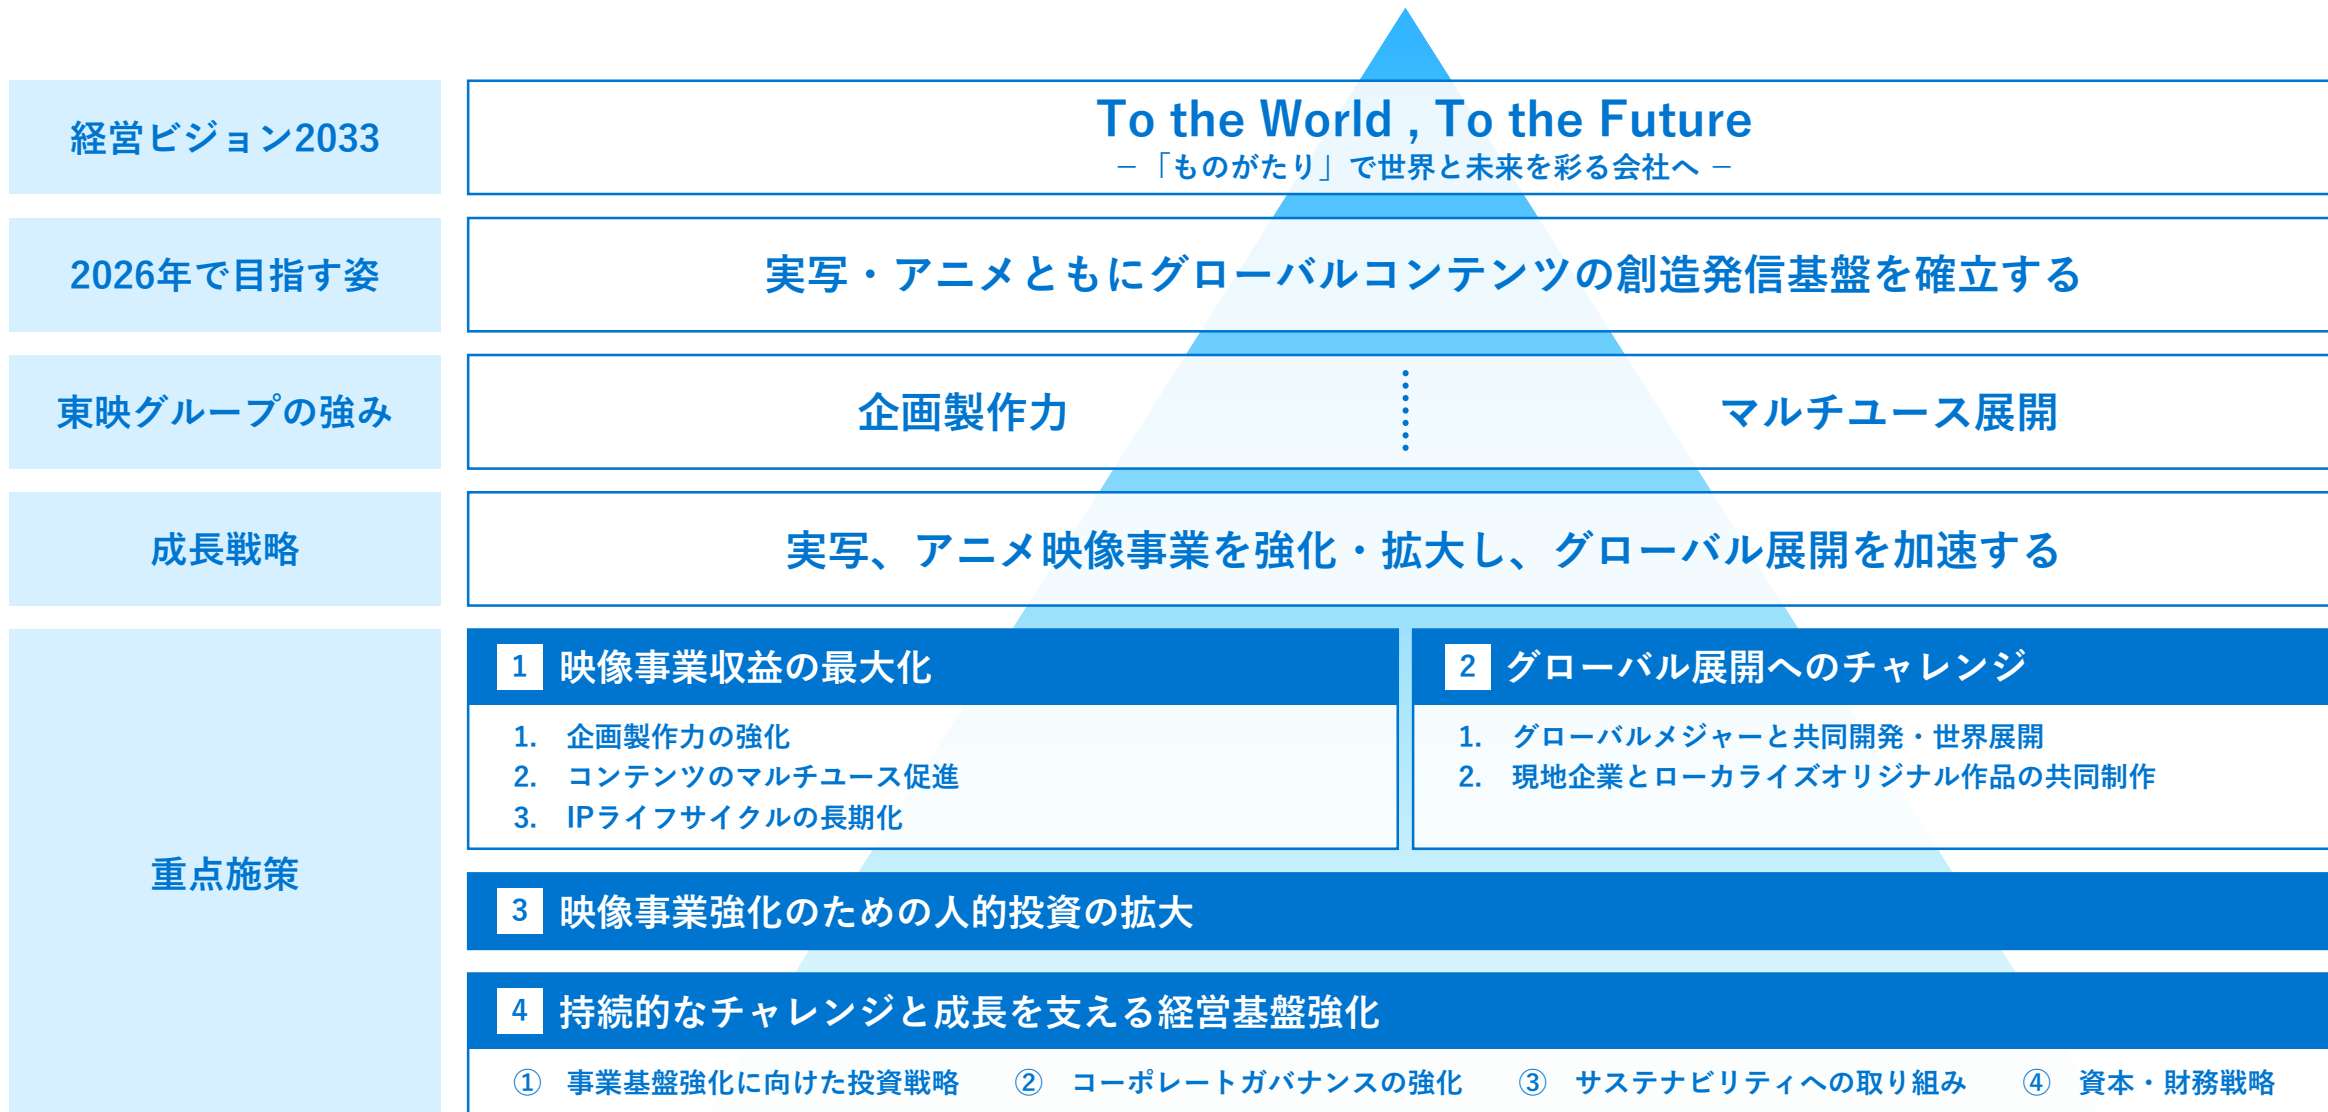 経営ビジョン2033
To the World , To the Future
－「ものがたり」で世界と未来を彩る会社へ －
2026年で目指す姿
実写・アニメともにグローバルコンテンツの創造発信基盤を確立する
東映グループの強み
企画製作力
マルチユース展開
成長戦略
実写、アニメ映像事業を強化・拡大し、グローバル展開を加速する
重点施策
1 映像事業収益の最大化
1. 企画製作力の強化
2. コンテンツのマルチユース促進
3. IPライフサイクルの長期化
2 グローバル展開へのチャレンジ
1. グローバルメジャーと共同開発・世界展開
2. 現地企業とローカライズオリジナル作品の共同制作
3 映像事業強化のための人的投資の拡大
4 持続的なチャレンジと成長を支える経営基盤強化
① 事業基盤強化に向けた投資戦略 ② コーポレートガバナンスの強化 ③ サステナビリティへの取り組み ④ 資本・財務戦略